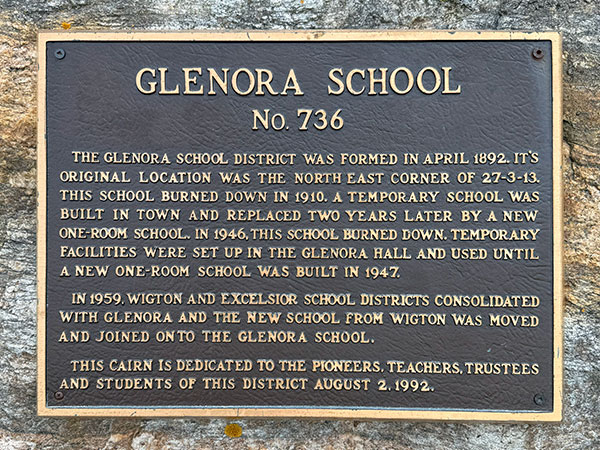 GLENORA SCHOOL
No. 736
THE GLENORA SCHOOL DISTRICT WAS FORMED IN APRIL 1892. IT'S
ORIGINAL LOCATION WAS THE NORTH EAST CORNER OF 27-3-13.
THIS SCHOOL BURNED DOWN IN 1910. A TEMPORARY SCHOOL WAS
BUILT IN TOWN AND REPLACED TWO YEARS LATER BY A NEW
ONE-ROOM SCHOOL. IN 1946, THIS SCHOOL BURNED DOWN. TEMPORARY
FACILITIES WERE SET UP IN THE GLENORA HALL AND USED UNTIL
A NEW ONE-ROOM SCHOOL WAS BUILT IN 1947.
IN 1959, WIGTON AND EXCELSIOR SCHOOL DISTRICTS CONSOLIDATED
WITH GLENORA AND THE NEW SCHOOL FROM WIGTON WAS MOVED
AND JOINED ONTO THE GLENORA SCHOOL.
THIS CAIRN IS DEDICATED TO THE PIONEERS, TEACHERS, TRUSTEES
AND STUDENTS OF THIS DISTRICT AUGUST 2, 1992.